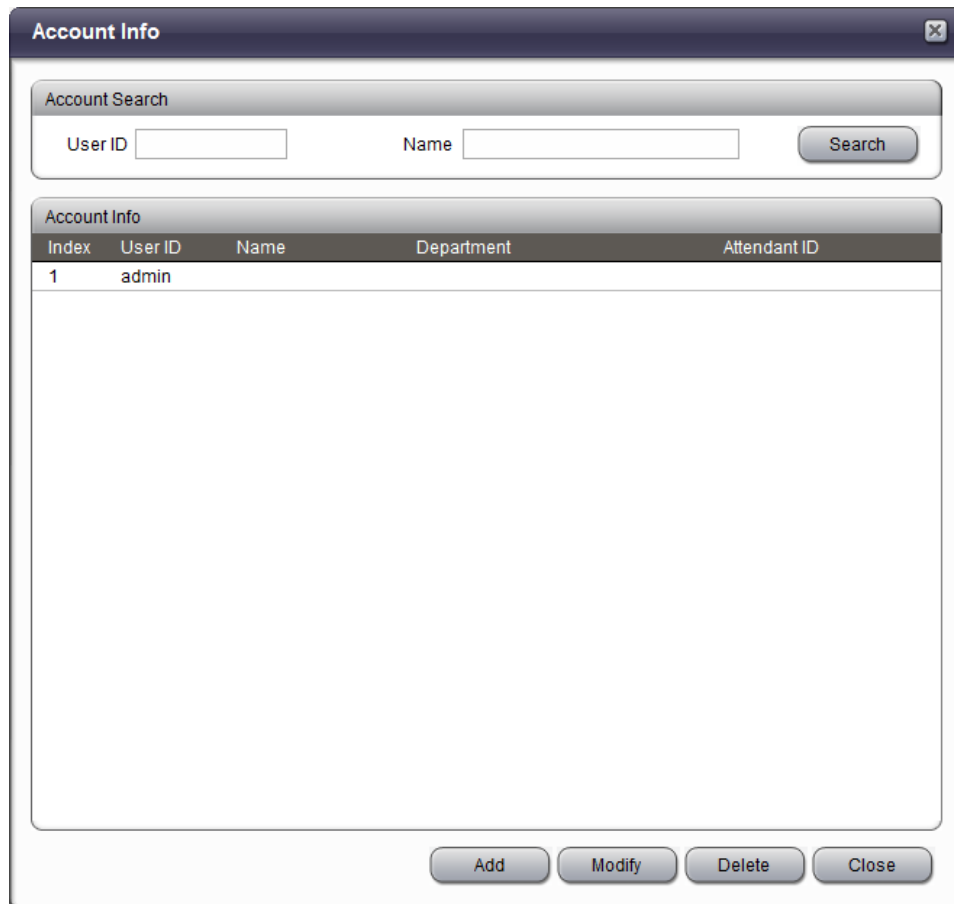 Account Info
Account Search
User ID Name Search
Account Info
Index User ID Name Department Attendant ID
1 admin
Add Modify Delete Close